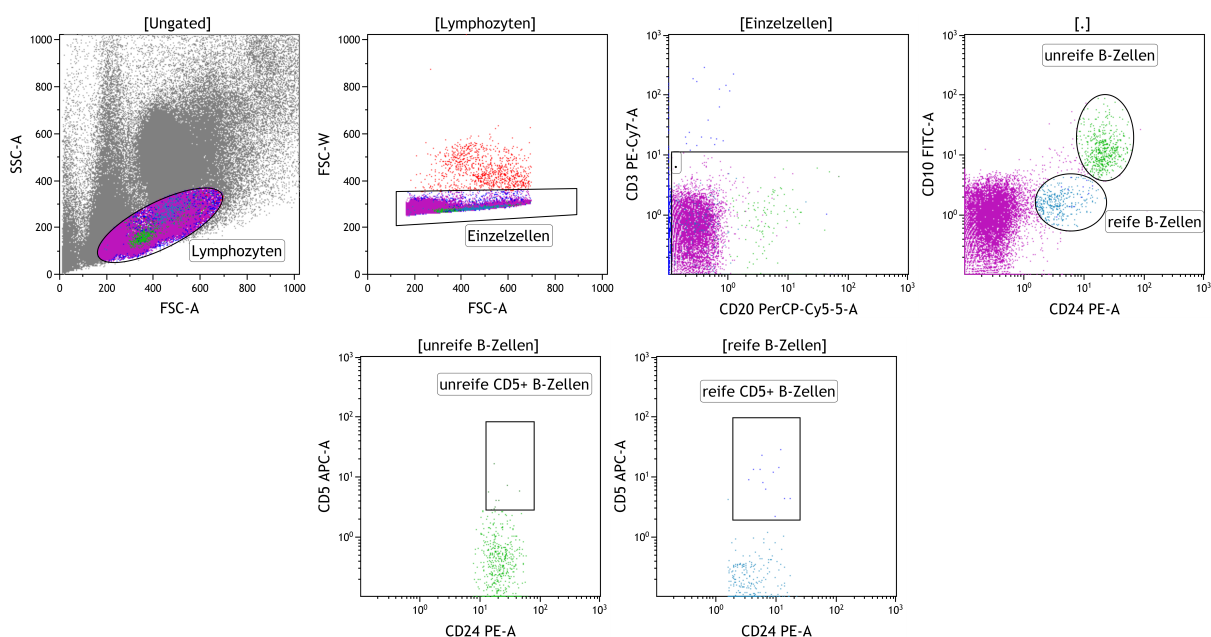 [Ungated]
SSC-A
1000
800
600
400
200
0
Lymphozyten
0 200 400 600 800 1000
FSC-A
[Lymphozyten]
FSC-W
1000
800
600
400
200
0
Einzelzellen
0 200 400 600 800 1000
FSC-A
[Einzelzellen]
CD3 PE-Cy7-A
10³
10²
10¹
10⁰
.
10⁰ 10¹ 10² 10³
CD20 PerCP-Cy5-5-A
[.]
CD10 FITC-A
10³
10²
10¹
10⁰
unreife B-Zellen
reife B-Zellen
10⁰ 10¹ 10² 10³
CD24 PE-A
[unreife B-Zellen]
CD5 APC-A
10³
10²
10¹
10⁰
unreife CD5+ B-Zellen
10⁰ 10¹ 10² 10³
CD24 PE-A
[reife B-Zellen]
CD5 APC-A
10³
10²
10¹
10⁰
reife CD5+ B-Zellen
10⁰ 10¹ 10² 10³
CD24 PE-A